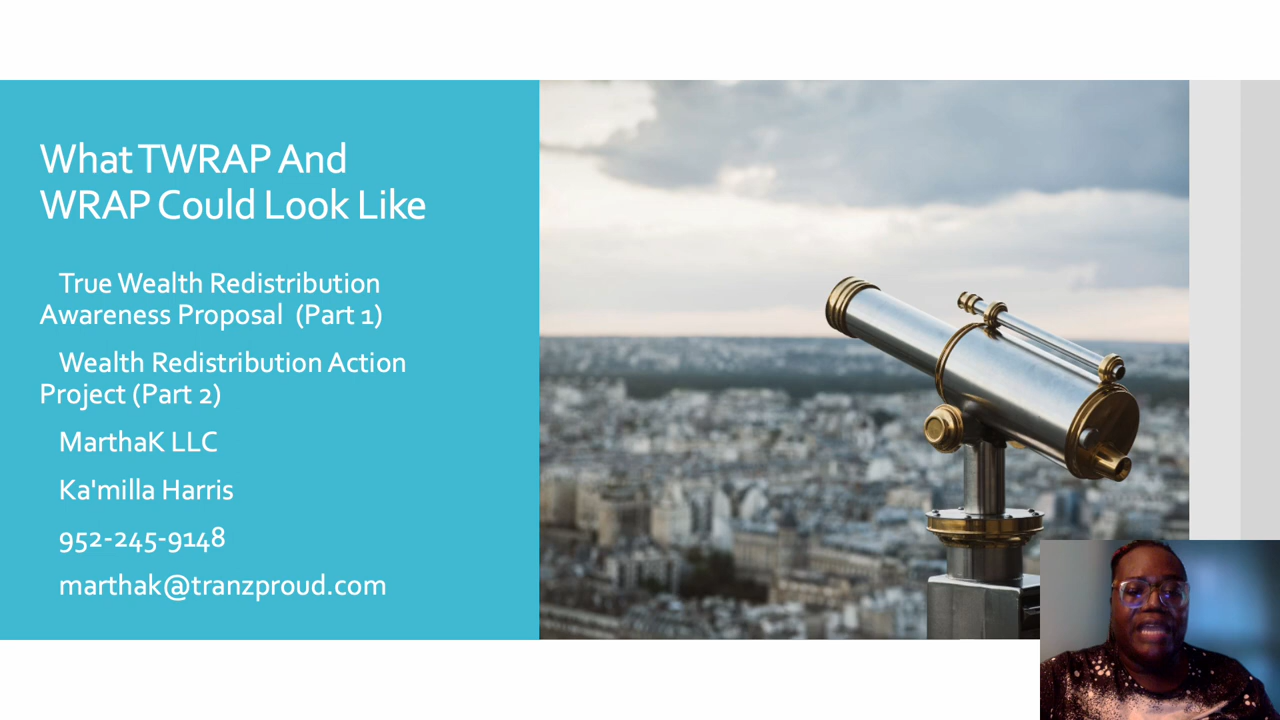 What TWRAP And
WRAP Could Look Like
True Wealth Redistribution
Awareness Proposal (Part 1)
Wealth Redistribution Action
Project (Part 2)
MarthaK LLC
Ka'milla Harris
952-245-9148
marthak@tranzproud.com